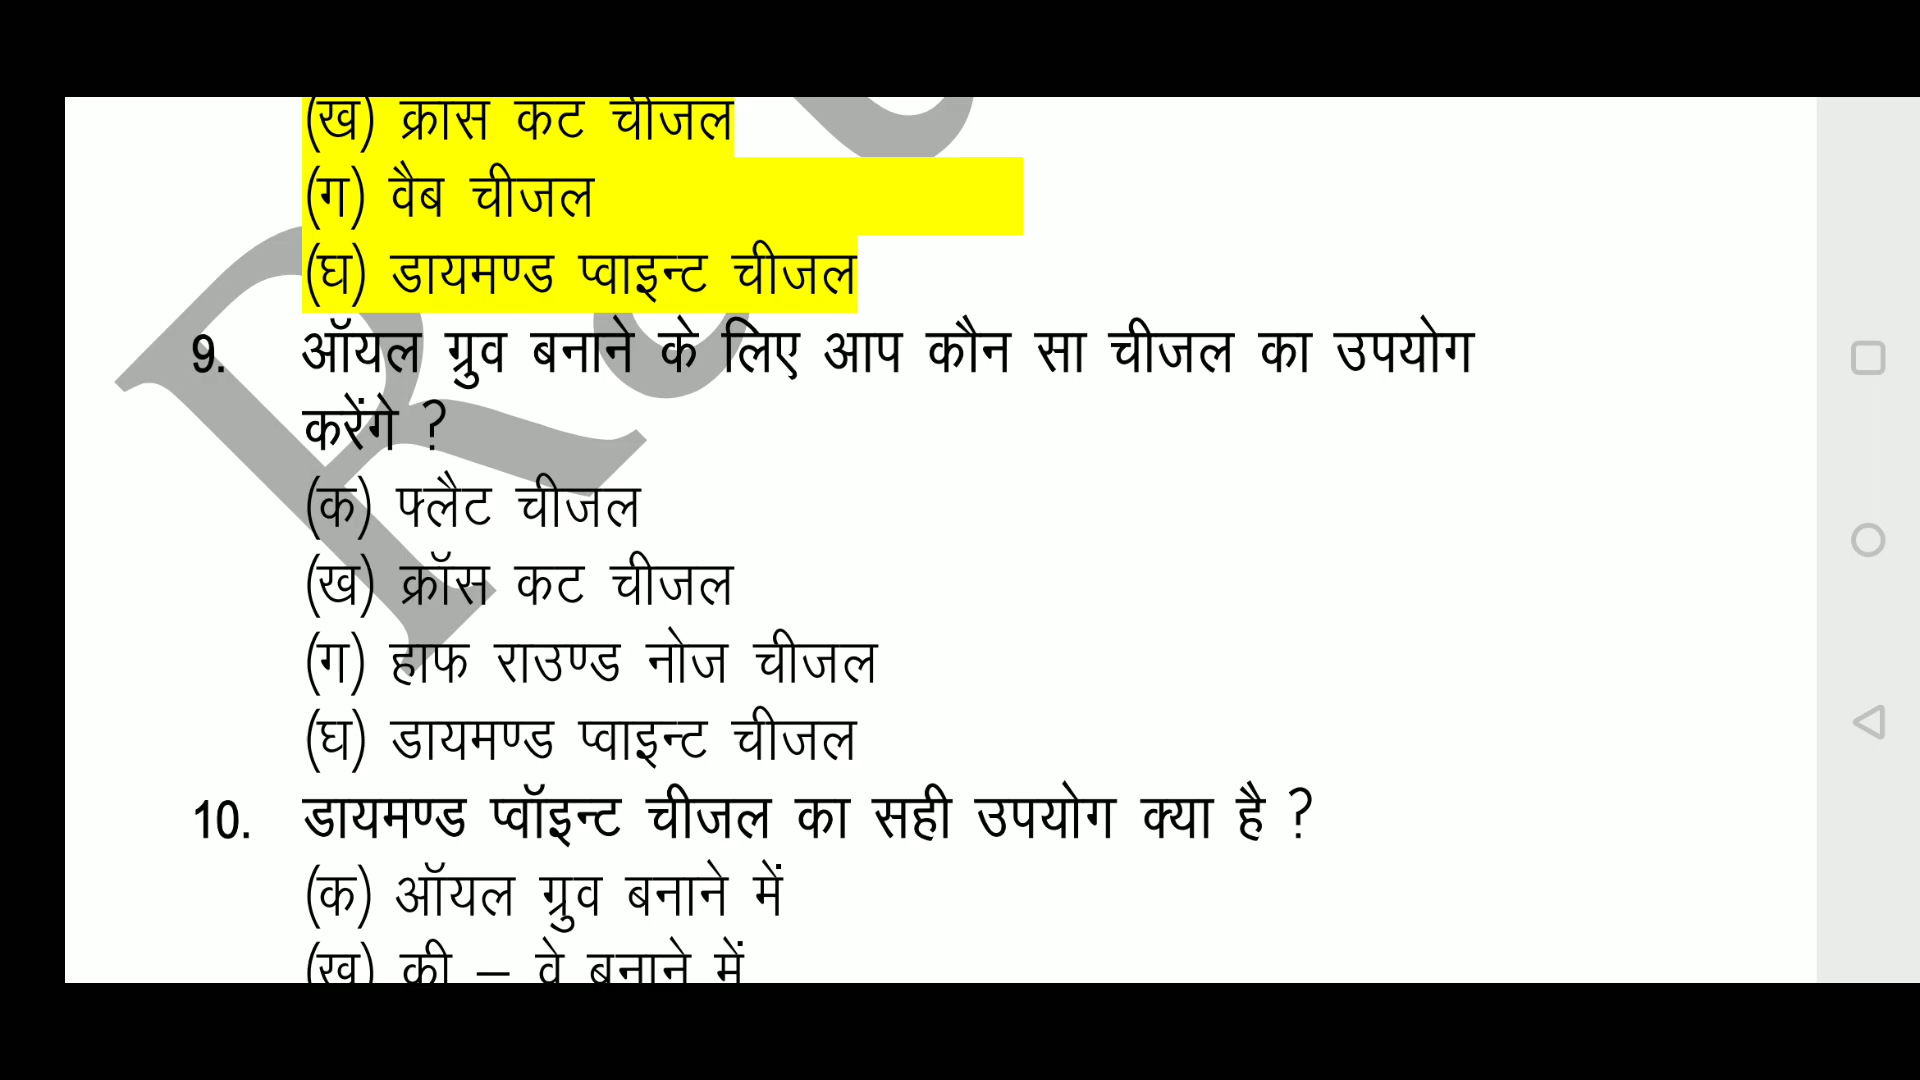 (ख) क्रॉस कट चीजल
(ग) वैब चीजल
(घ) डायमण्ड प्वाइन्ट चीजल
9. ऑयल ग्रुव बनाने के लिए आप कौन सा चीजल का उपयोग
करेंगे ?
(क) फ्लैट चीजल
(ख) क्रॉस कट चीजल
(ग) हाफ राउण्ड नोज चीजल
(घ) डायमण्ड प्वाइन्ट चीजल
10. डायमण्ड प्वॉइन्ट चीजल का सही उपयोग क्या है ?
(क) ऑयल ग्रुव बनाने में
(ख) की – वे बनाने में